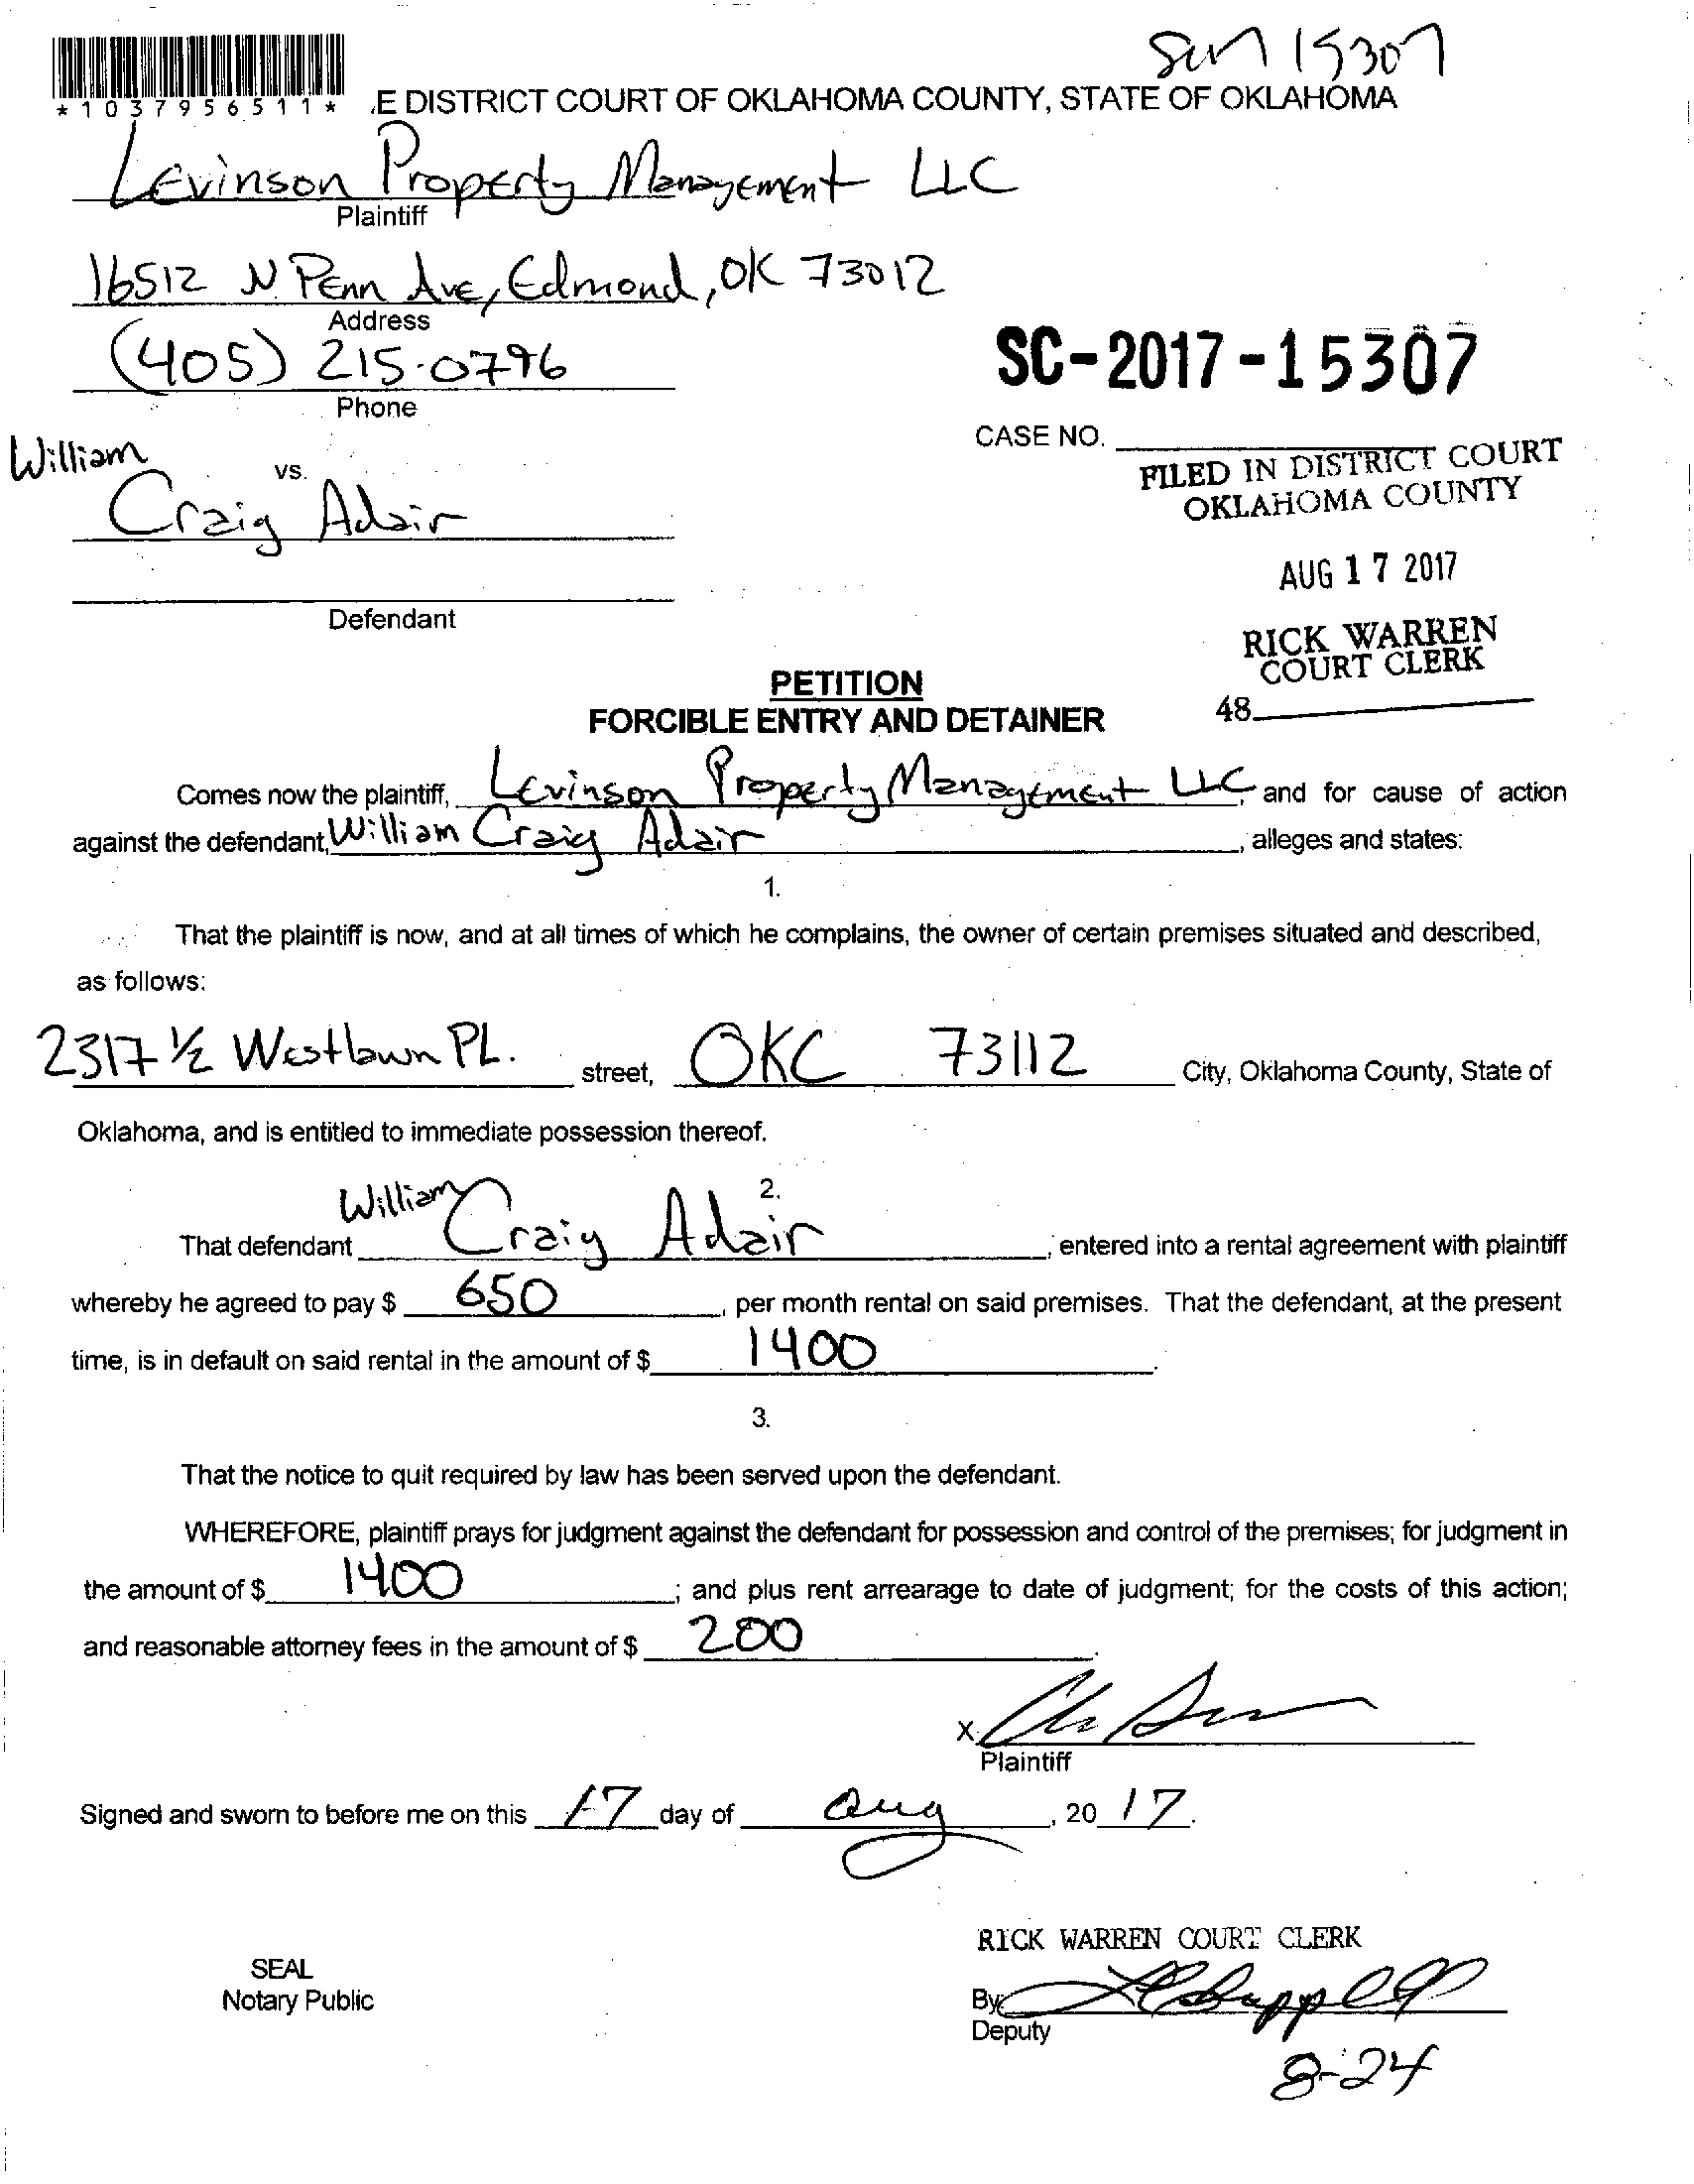 15307
*1037956511* E DISTRICT COURT OF OKLAHOMA COUNTY, STATE OF OKLAHOMA
Levinson Property Management LLC
Plaintiff
16512 N. Penn Ave, Edmond, OK 73012
Address
(405) 215-0796
Phone
SC-2017-15307
CASE NO.
FILED IN DISTRICT COURT
OKLAHOMA COUNTY
AUG 17 2017
RICK WARREN
COURT CLERK
48
William
vs.
Craig Adair
Defendant
PETITION
FORCIBLE ENTRY AND DETAINER
Comes now the plaintiff, Levinson Property Management LLC, and for cause of action
against the defendant, William Craig Adair, alleges and states:
1.
That the plaintiff is now, and at all times of which he complains, the owner of certain premises situated and described,
as follows:
2317 ½ Westlawn PL. street, OKC 73112 City, Oklahoma County, State of
Oklahoma, and is entitled to immediate possession thereof.
2.
That defendant William Craig Adair, entered into a rental agreement with plaintiff
whereby he agreed to pay $ 650, per month rental on said premises. That the defendant, at the present
time, is in default on said rental in the amount of $ 1400.
3.
That the notice to quit required by law has been served upon the defendant.
WHEREFORE, plaintiff prays for judgment against the defendant for possession and control of the premises; for judgment in
the amount of $ 1400; and plus rent arrearage to date of judgment; for the costs of this action;
and reasonable attorney fees in the amount of $ 200.
X
Plaintiff
Signed and sworn to before me on this 17 day of Aug, 20 17.
RICK WARREN COURT CLERK
SEAL
Notary Public
By
Deputy
8-24